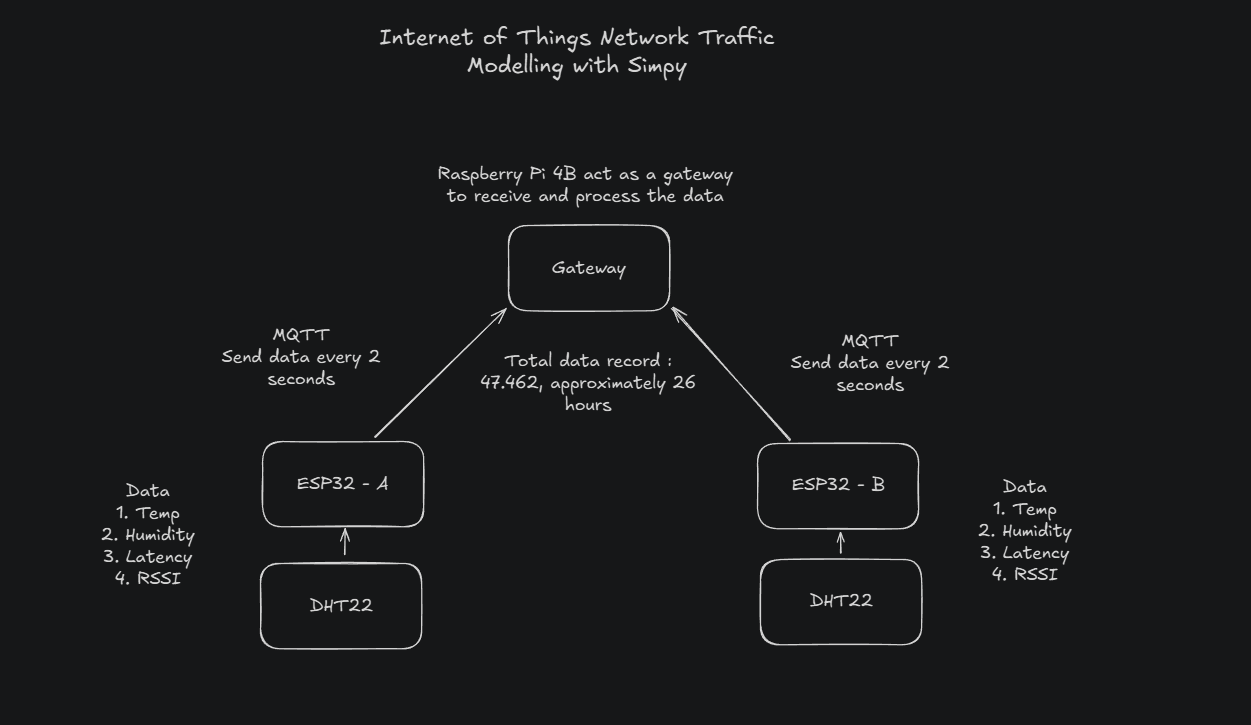 Internet of Things Network Traffic
Modelling with Simpy
Raspberry Pi 4B act as a gateway
to receive and process the data
Gateway
MQTT
Send data every 2
seconds
Total data record :
47.462, approximately 26
hours
MQTT
Send data every 2
seconds
ESP32 - A
ESP32 - B
Data
1. Temp
2. Humidity
3. Latency
4. RSSI
Data
1. Temp
2. Humidity
3. Latency
4. RSSI
DHT22
DHT22